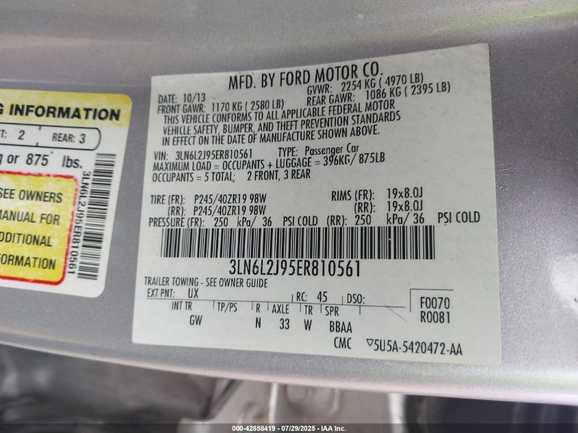 G INFORMATION
T: 2 REAR: 3
g or 875 lbs.
SEE OWNERS
MANUAL FOR
ADDITIONAL
INFORMATION
3LN6L2J95ER810561
MFD. BY FORD MOTOR CO.
DATE: 10/13 GVWR: 2254 KG ( 4970 LB)
FRONT GAWR: 1170 KG ( 2580 LB) REAR GAWR: 1086 KG ( 2395 LB)
THIS VEHICLE CONFORMS TO ALL APPLICABLE FEDERAL MOTOR
VEHICLE SAFETY, BUMPER, AND THEFT PREVENTION STANDARDS
IN EFFECT ON THE DATE OF MANUFACTURE SHOWN ABOVE.
VIN: 3LN6L2J95ER810561 TYPE: Passenger Car
MAXIMUM LOAD = OCCUPANTS + LUGGAGE = 396KG/875LB
OCCUPANTS = 5 TOTAL, 2 FRONT, 3 REAR
TIRE (FR): P245/40ZR19 98W RIMS (FR): 19x8.0J
(RR): P245/40ZR19 98W (RR): 19x8.0J
PRESSURE (FR): 250 kPa/ 36 PSI COLD (RR): 250 kPa/ 36 PSI COLD
3LN6L2J95ER810561
TRAILER TOWING - SEE OWNER GUIDE
EXT PNT: UX RC: 45 DSO: F0070
INT TR TP/PS R AXLE TR SPR R0081
GW N 33 W BBAA
CMC 5U5A-5420472-AA
000-42558419 | 07/29/2025 - IAA, Inc.